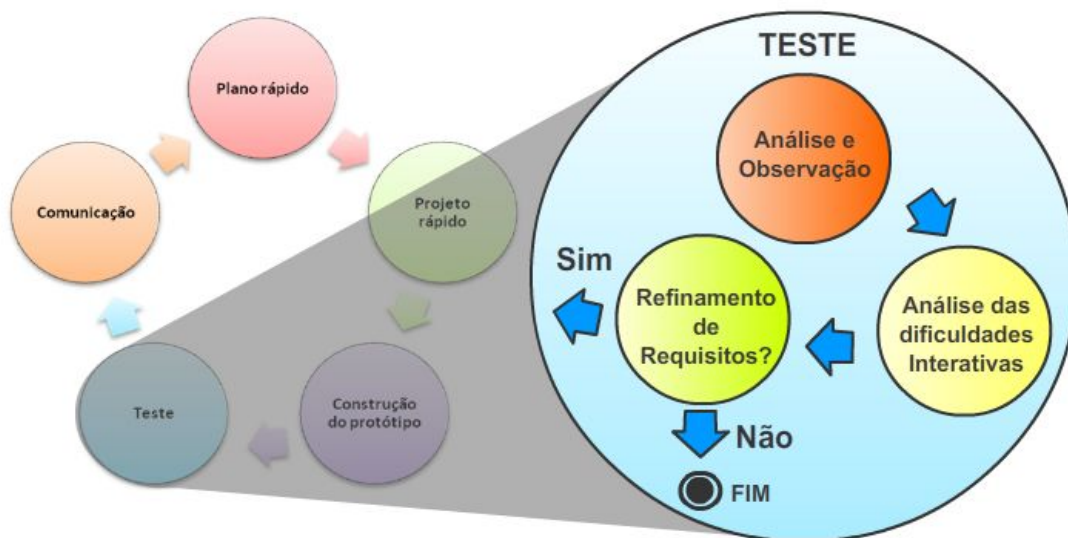 Plano rápido
Comunicação
Projeto
rápido
Teste
Construção
do protótipo
TESTE
Análise e
Observação
Sim
Refinamento
de
Requisitos?
Análise das
dificuldades
Interativas
Não
FIM